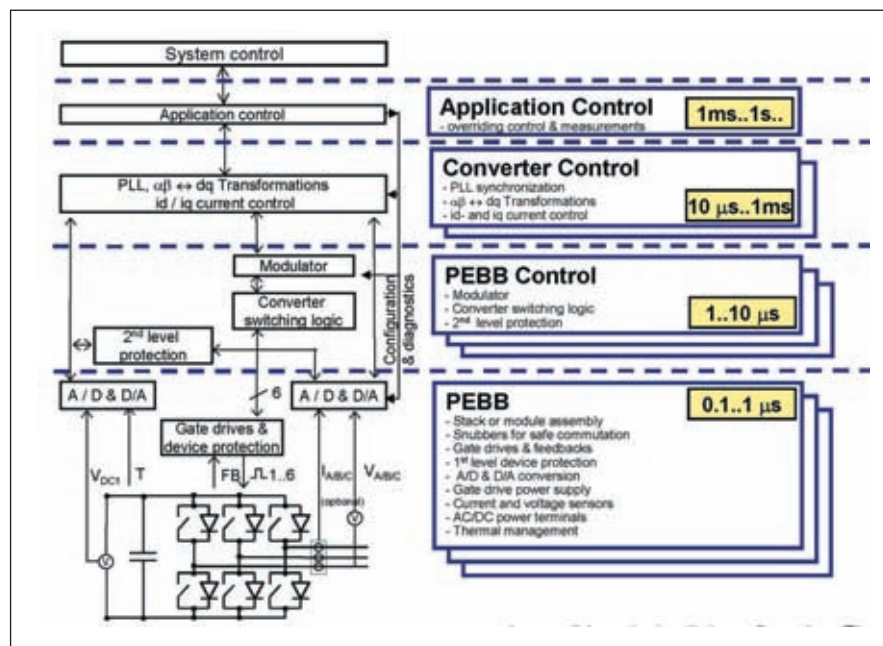 System control
Application control
PLL, αβ ↔ dq Transformations
id / iq current control
Modulator
Converter
switching logic
2nd level
protection
Configuration
& diagnostics
A / D & D/A
6
A / D & D/A
Gate drives &
device protection
VDC1
T
FB
1..6
IA/B/C
VA/B/C
(optional)
V
V
Application Control
- overriding control & measurements
1ms..1s..
Converter Control
- PLL synchronization
- αβ ↔ dq Transformations
- id- and iq current control
10 μs..1ms
PEBB Control
- Modulator
- Converter switching logic
- 2nd level protection
1..10 μs
PEBB
0.1..1 μs
- Stack or module assembly
- Snubbers for safe commutation
- Gate drives & feedbacks
- 1st level device protection
- A/D & D/A conversion
- Gate drive power supply
- Current and voltage sensors
- AC/DC power terminals
- Thermal management